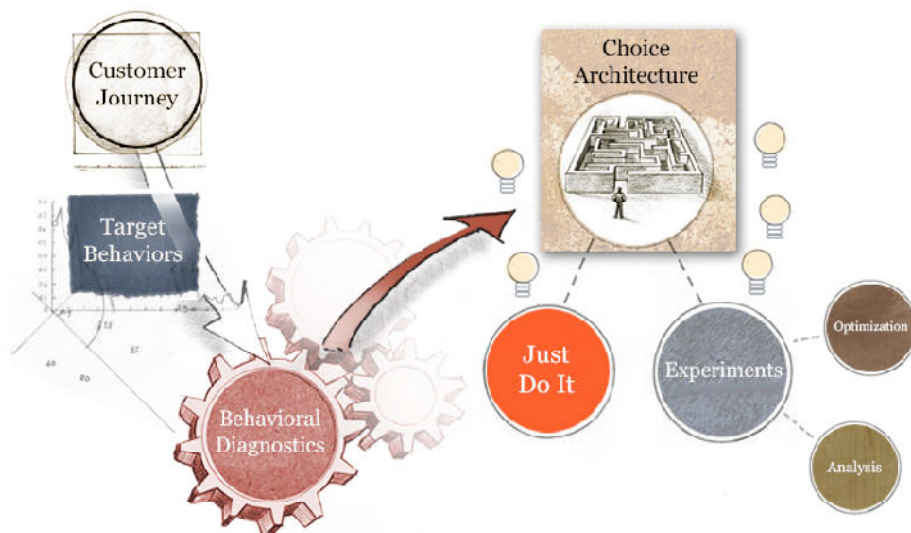 Customer
Journey
Target
Behaviors
Behavioral
Diagnostics
Choice
Architecture
Just
Do It
Experiments
Optimization
Analysis